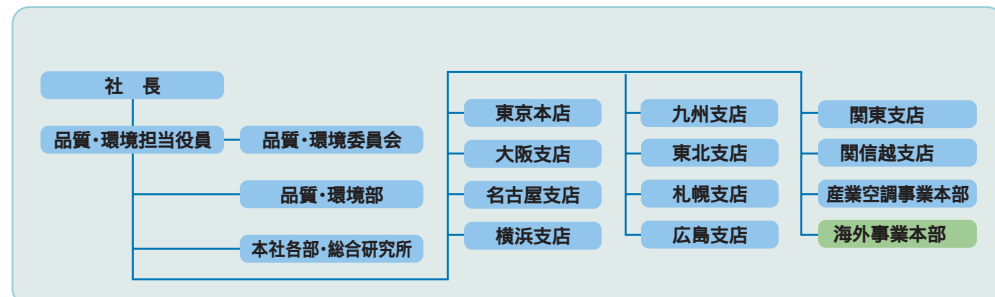 社　長
品質・環境担当役員
品質・環境委員会
品質・環境部
本社各部・総合研究所
東京本店
大阪支店
名古屋支店
横浜支店
九州支店
東北支店
札幌支店
広島支店
関東支店
関信越支店
産業空調事業本部
海外事業本部